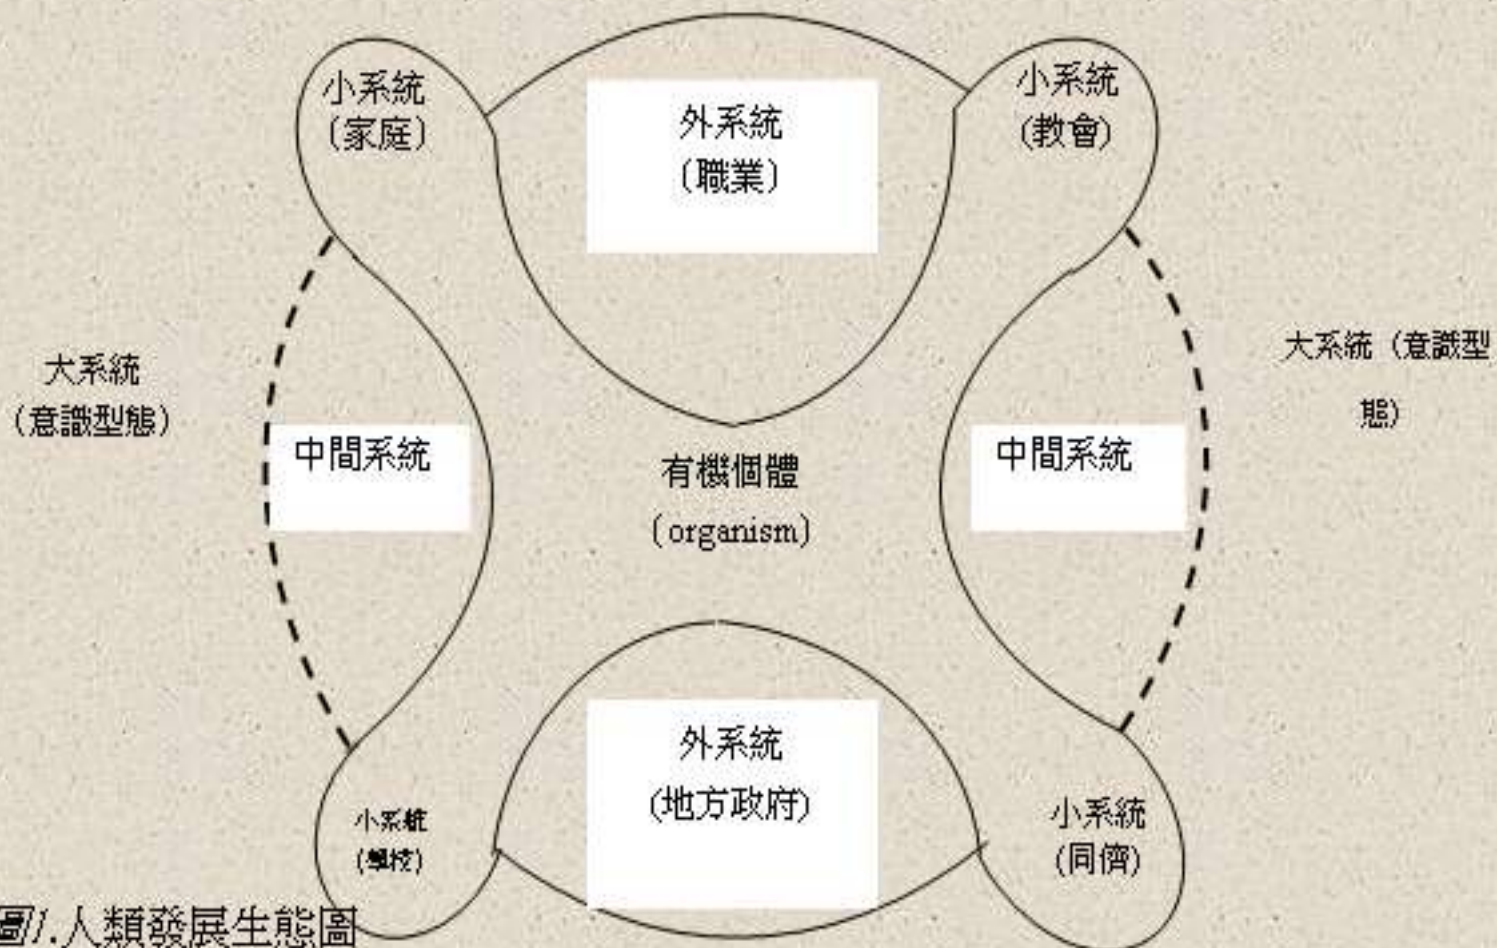 小系統
（家庭）
外系統
（職業）
小系統
(教會)
大系統
（意識型態）
中間系統
有機個體
（organism）
中間系統
大系統（意識型
態）
小系統
(學校)
外系統
(地方政府)
小系統
(同儕)
圖1.人類發展生態圖